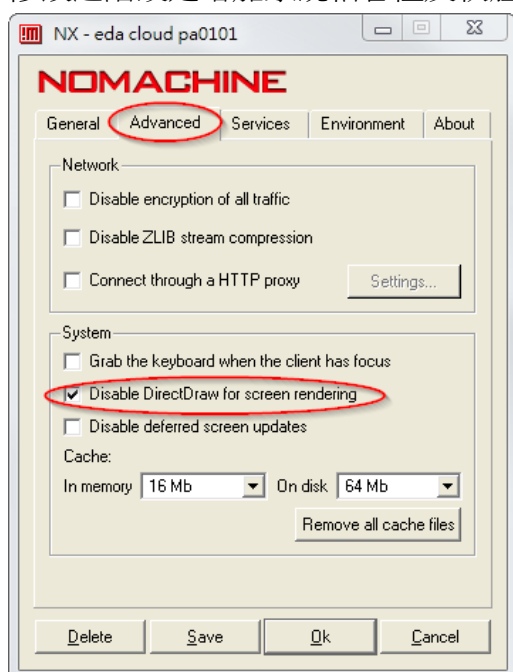 NX - eda cloud pa0101
NOMACHINE
General Advanced Services Environment About
Network
Disable encryption of all traffic
Disable ZLIB stream compression
Connect through a HTTP proxy Settings...
System
Grab the keyboard when the client has focus
Disable DirectDraw for screen rendering
Disable deferred screen updates
Cache:
In memory 16 Mb On disk 64 Mb
Remove all cache files
Delete Save Ok Cancel